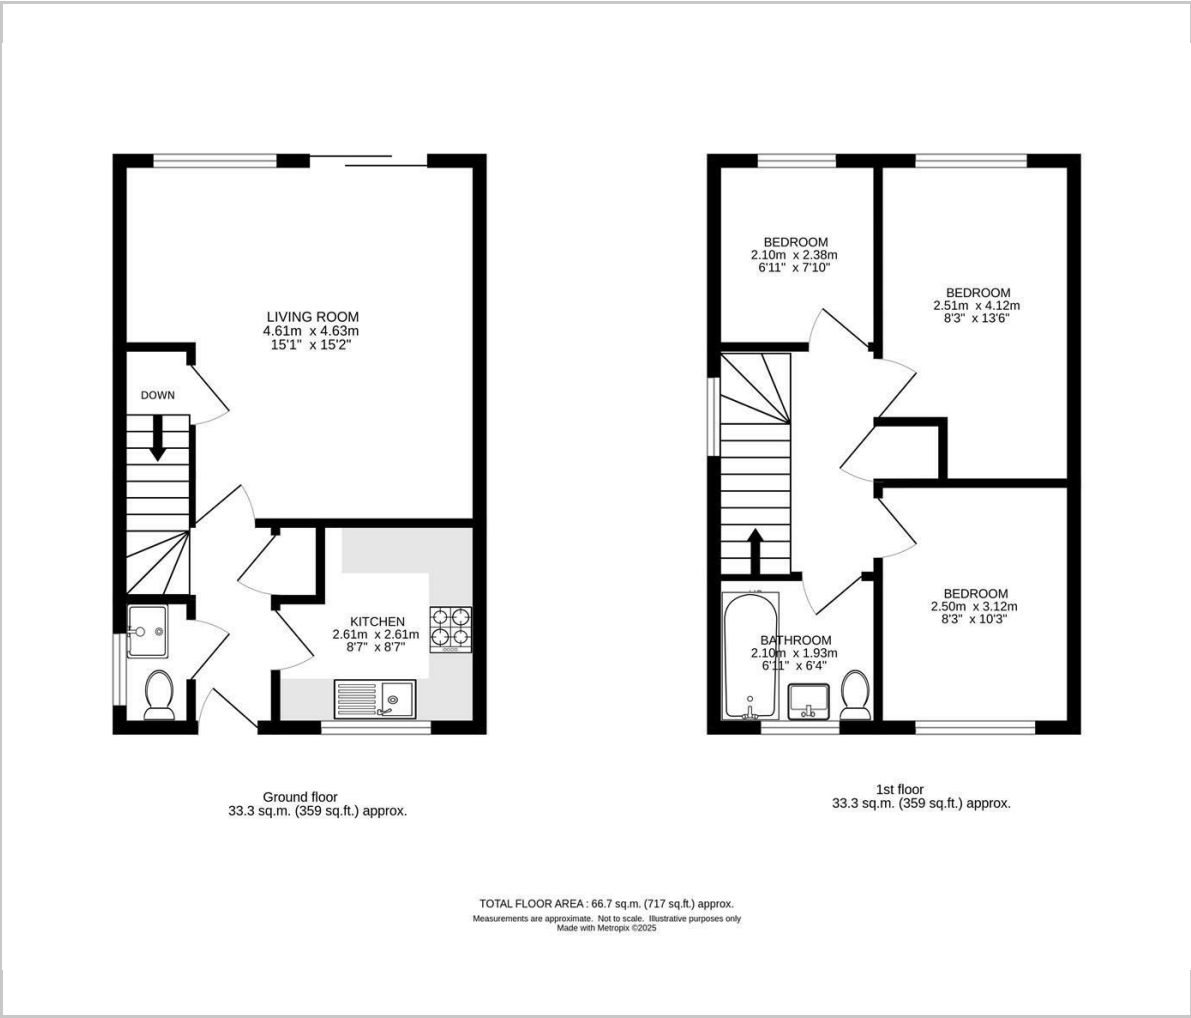 LIVING ROOM
4.61m x 4.63m
15'1" x 15'2"
DOWN
KITCHEN
2.61m x 2.61m
8'7" x 8'7"
BEDROOM
2.10m x 2.38m
6'11" x 7'10"
BEDROOM
2.51m x 4.12m
8'3" x 13'6"
BEDROOM
2.50m x 3.12m
8'3" x 10'3"
BATHROOM
2.10m x 1.93m
6'11" x 6'4"
Ground floor
33.3 sq.m. (359 sq.ft.) approx.
1st floor
33.3 sq.m. (359 sq.ft.) approx.
TOTAL FLOOR AREA : 66.7 sq.m. (717 sq.ft.) approx.
Measurements are approximate. Not to scale. Illustrative purposes only
Made with Metropix ©2025